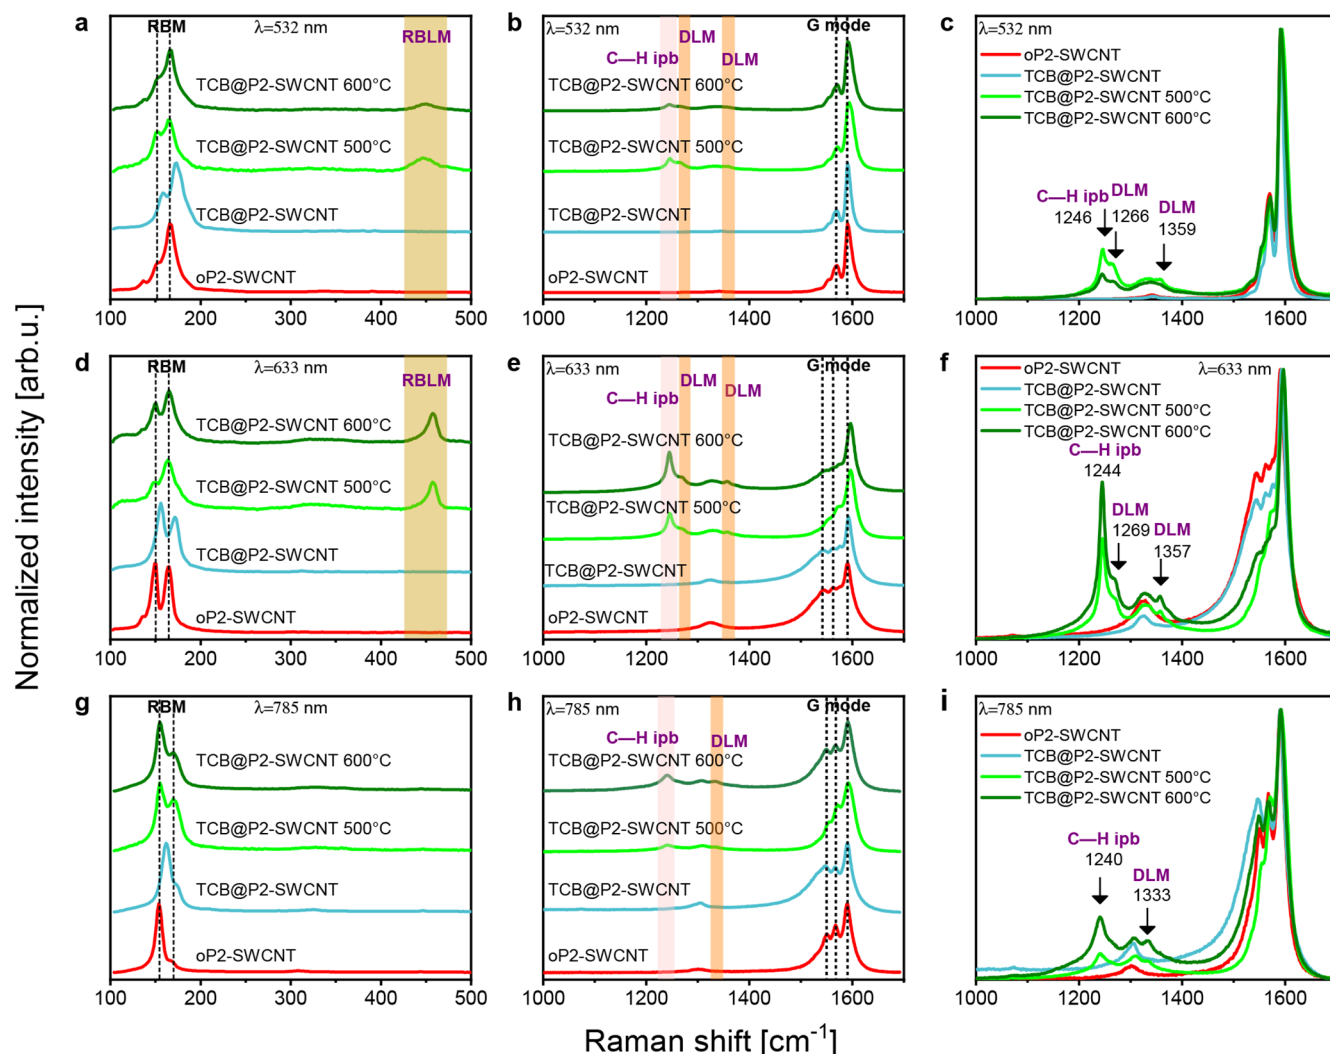 Normalized intensity [arb.u.]
a
RBM
λ=532 nm
RBLM
TCB@P2-SWCNT 600°C
TCB@P2-SWCNT 500°C
TCB@P2-SWCNT
oP2-SWCNT
100 200 300 400 500
b
λ=532 nm
G mode
DLM
C—H ipb
DLM
TCB@P2-SWCNT 600°C
TCB@P2-SWCNT 500°C
TCB@P2-SWCNT
oP2-SWCNT
1000 1200 1400 1600
c
λ=532 nm
oP2-SWCNT
TCB@P2-SWCNT
TCB@P2-SWCNT 500°C
TCB@P2-SWCNT 600°C
C—H ipb
DLM
DLM
1246
1266
1359
1000 1200 1400 1600
d
RBM
λ=633 nm
RBLM
TCB@P2-SWCNT 600°C
TCB@P2-SWCNT 500°C
TCB@P2-SWCNT
oP2-SWCNT
100 200 300 400 500
e
λ=633 nm
G mode
DLM
C—H ipb
DLM
TCB@P2-SWCNT 600°C
TCB@P2-SWCNT 500°C
TCB@P2-SWCNT
oP2-SWCNT
1000 1200 1400 1600
f
λ=633 nm
oP2-SWCNT
TCB@P2-SWCNT
TCB@P2-SWCNT 500°C
TCB@P2-SWCNT 600°C
C—H ipb
1244
DLM
1269
DLM
1357
1000 1200 1400 1600
g
RBM
λ=785 nm
TCB@P2-SWCNT 600°C
TCB@P2-SWCNT 500°C
TCB@P2-SWCNT
oP2-SWCNT
100 200 300 400 500
h
λ=785 nm
G mode
C—H ipb
DLM
TCB@P2-SWCNT 600°C
TCB@P2-SWCNT 500°C
TCB@P2-SWCNT
oP2-SWCNT
1000 1200 1400 1600
i
λ=785 nm
oP2-SWCNT
TCB@P2-SWCNT
TCB@P2-SWCNT 500°C
TCB@P2-SWCNT 600°C
C—H ipb
1240
DLM
1333
1000 1200 1400 1600
Raman shift [cm⁻¹]